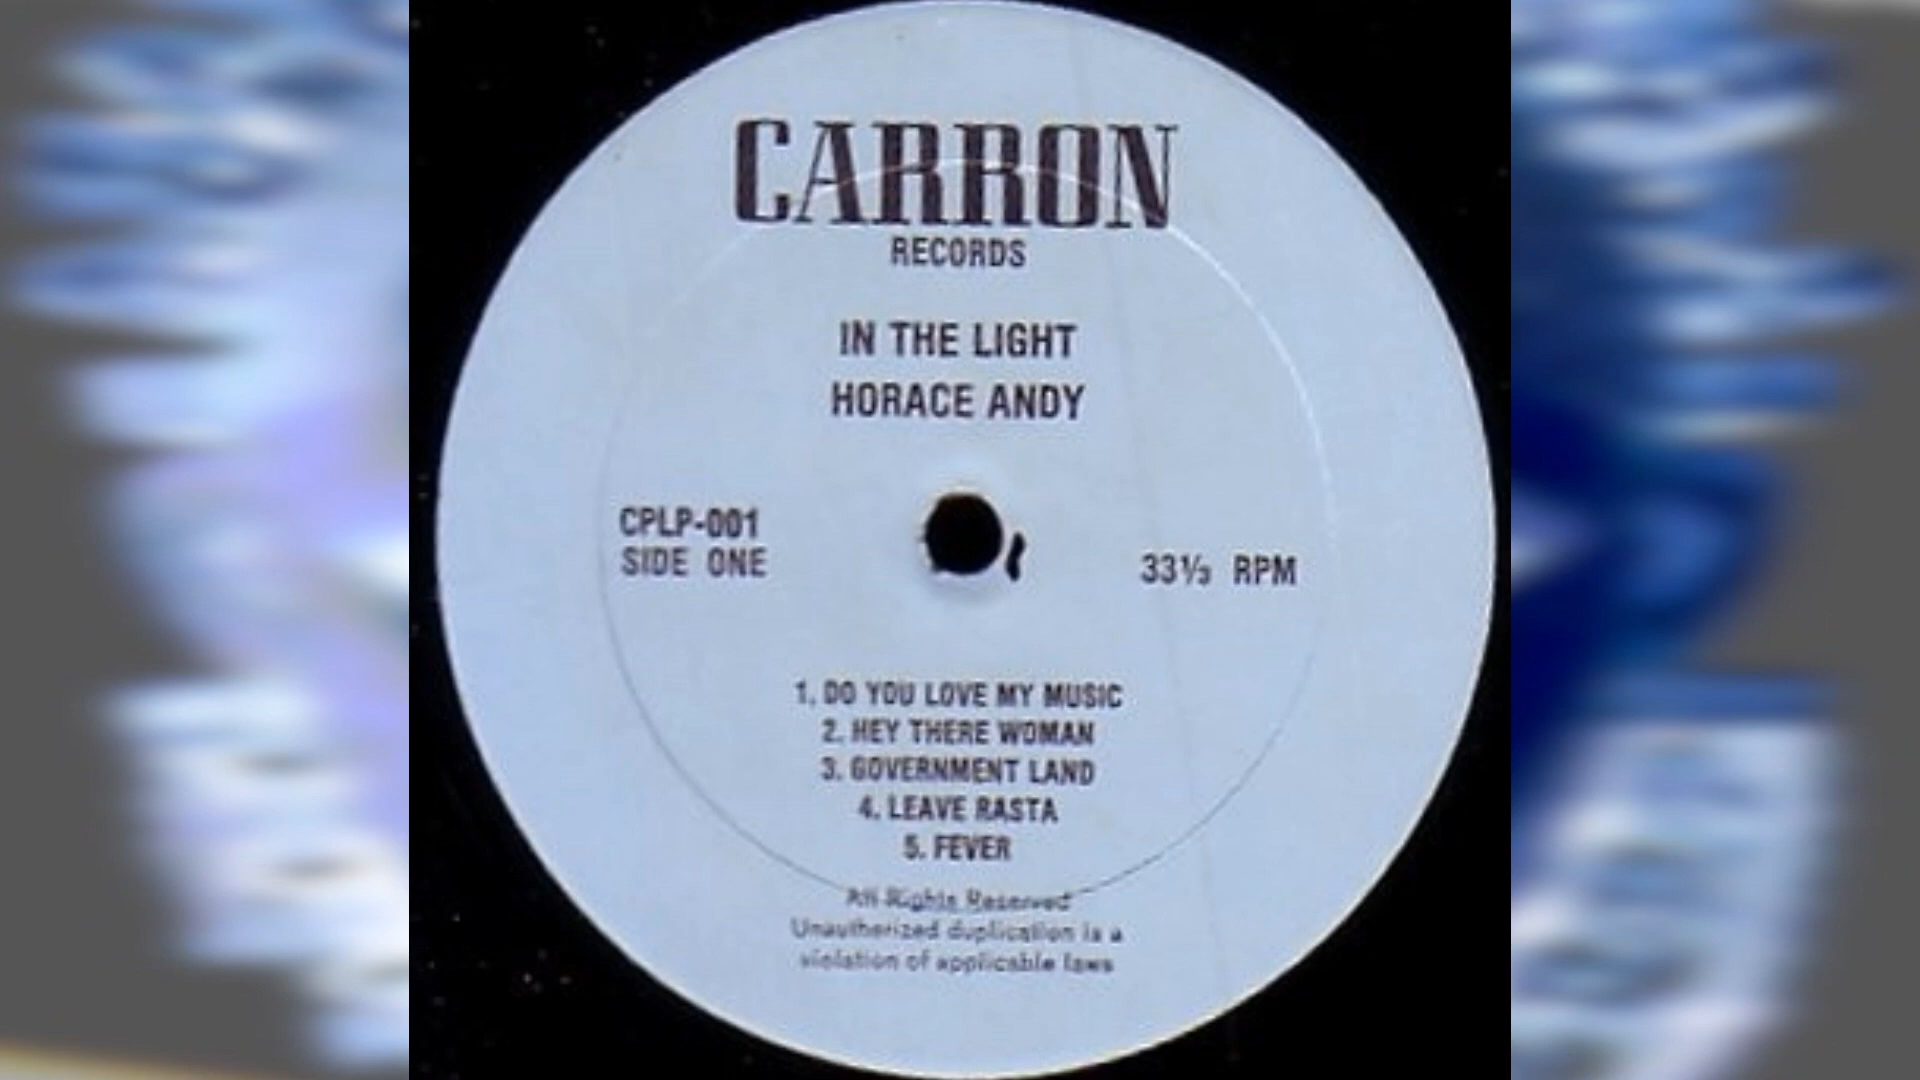 CARRON
RECORDS
IN THE LIGHT
HORACE ANDY
CPLP-001
SIDE ONE
33⅓ RPM
1. DO YOU LOVE MY MUSIC
2. HEY THERE WOMAN
3. GOVERNMENT LAND
4. LEAVE RASTA
5. FEVER
All Rights Reserved
Unauthorized duplication is a
violation of applicable laws